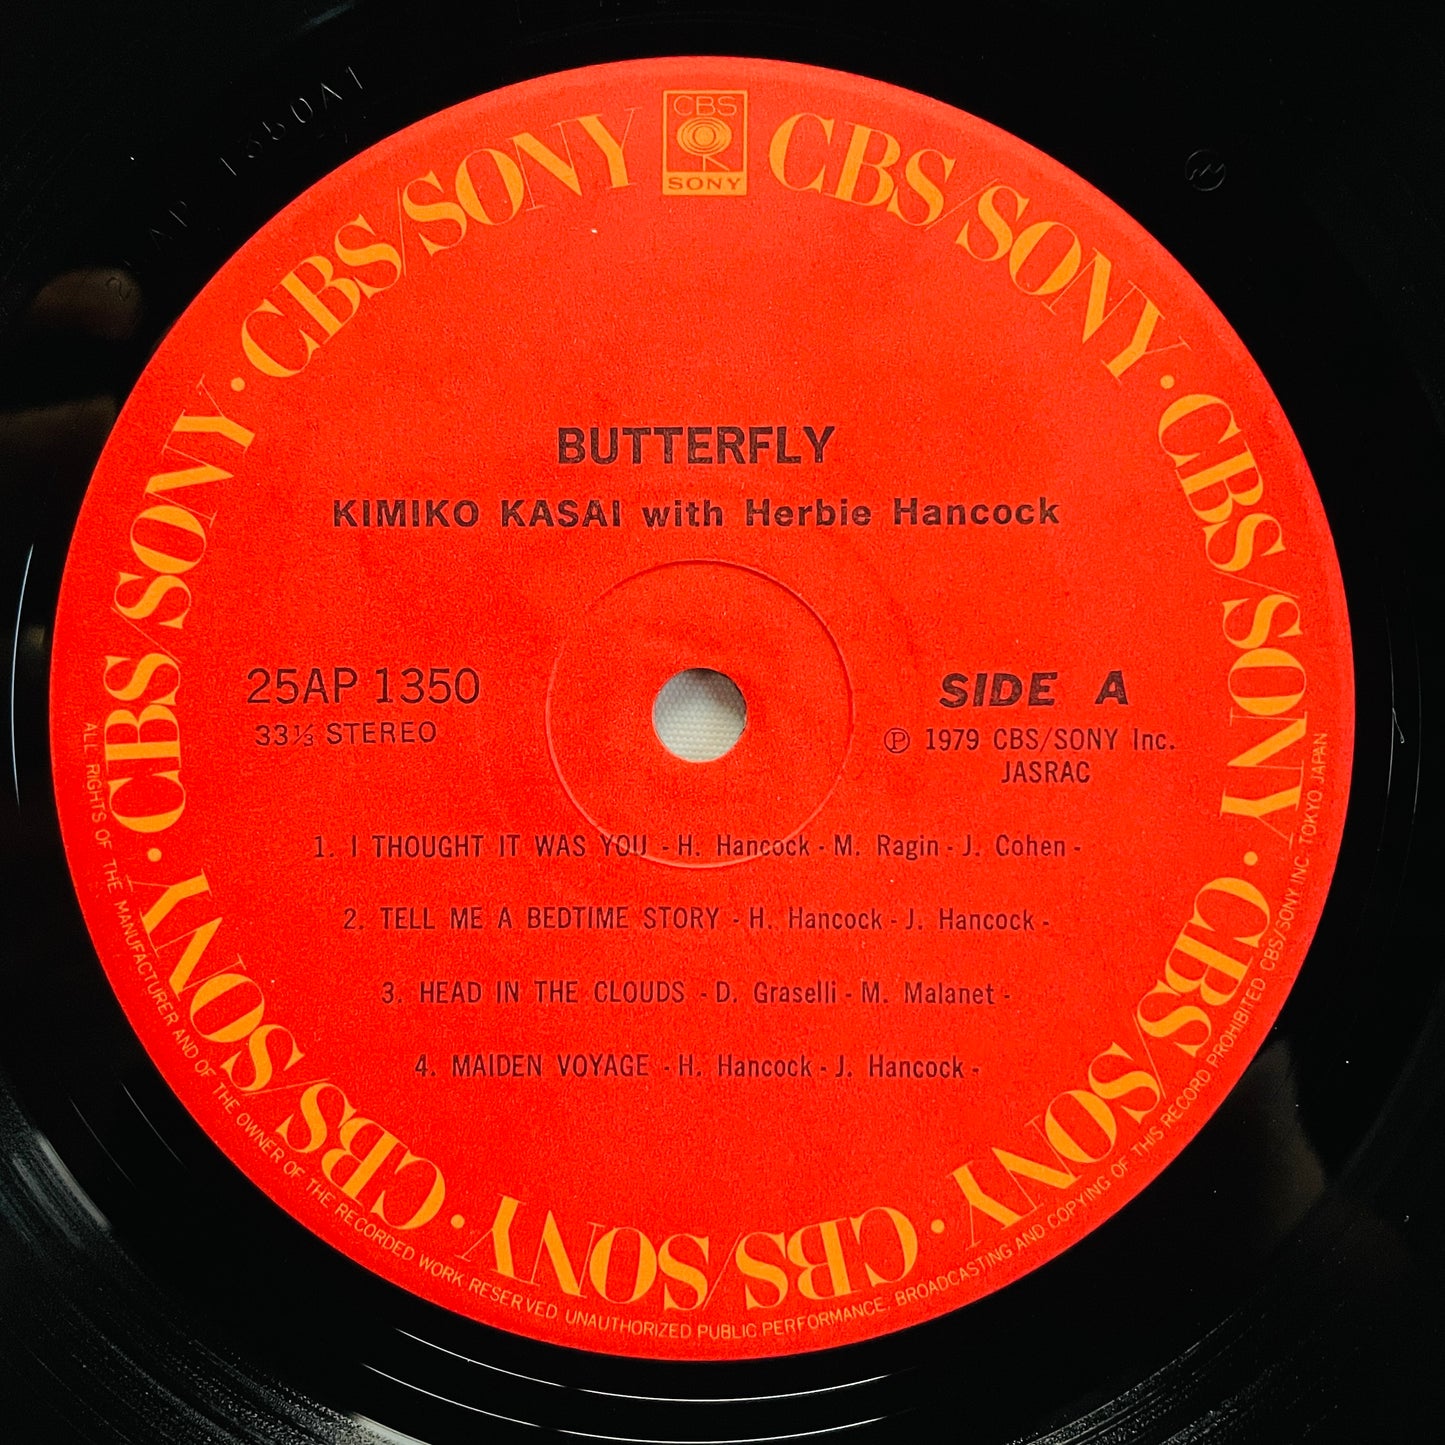 CBS
SONY
CBS/SONY · CBS/SONY · CBS/SONY · CBS/SONY · CBS/SONY · CBS/SONY · CBS/SONY · CBS/SONY
BUTTERFLY
KIMIKO KASAI with Herbie Hancock
25AP 1350
33⅓ STEREO
SIDE A
Ⓟ 1979 CBS/SONY Inc.
JASRAC
1. I THOUGHT IT WAS YOU - H. Hancock - M. Ragin - J. Cohen -
2. TELL ME A BEDTIME STORY - H. Hancock - J. Hancock -
3. HEAD IN THE CLOUDS - D. Graselli - M. Malanet -
4. MAIDEN VOYAGE - H. Hancock - J. Hancock -
ALL RIGHTS OF THE MANUFACTURER AND OF THE OWNER OF THE RECORDED WORK RESERVED UNAUTHORIZED PUBLIC PERFORMANCE, BROADCASTING AND COPYING OF THIS RECORD PROHIBITED CBS/SONY INC. TOKYO JAPAN